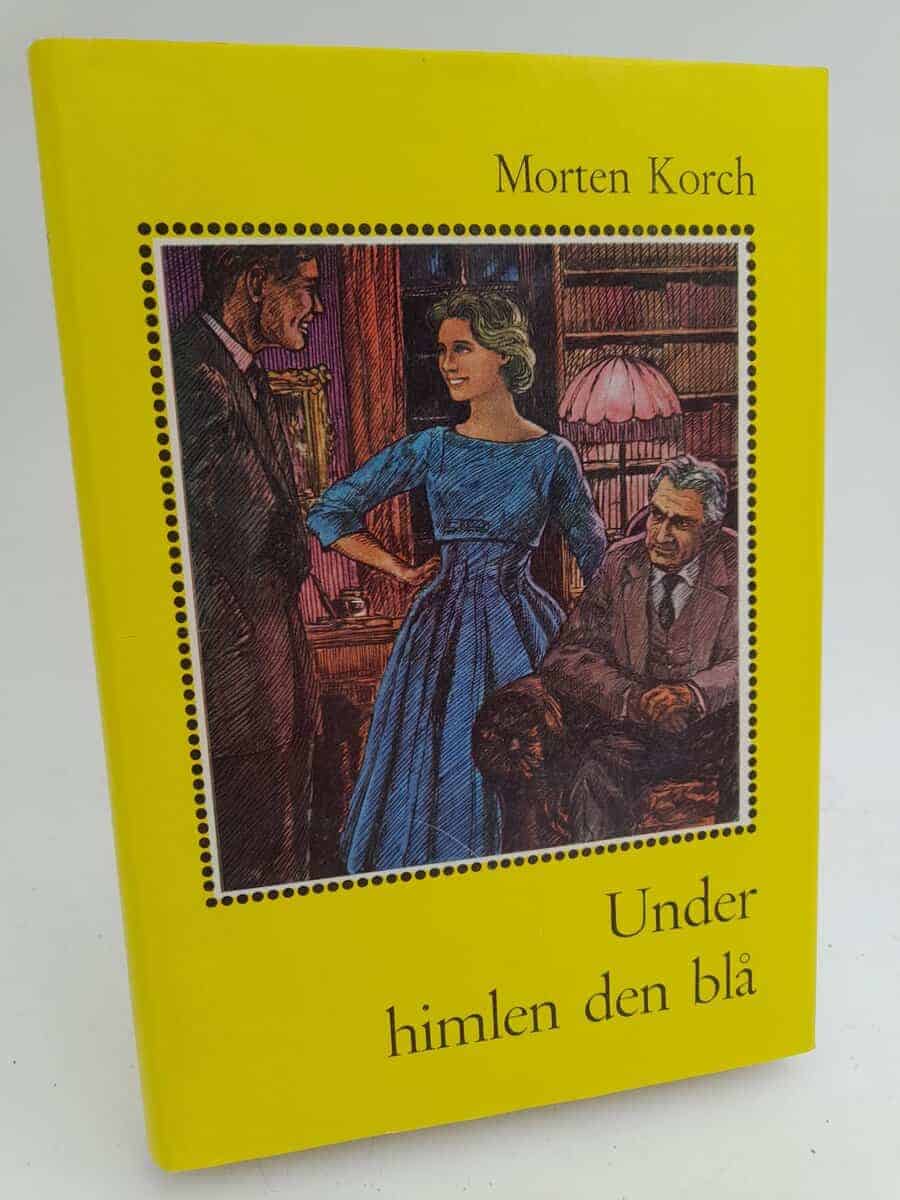 Morten Korch
Under
himlen den blå